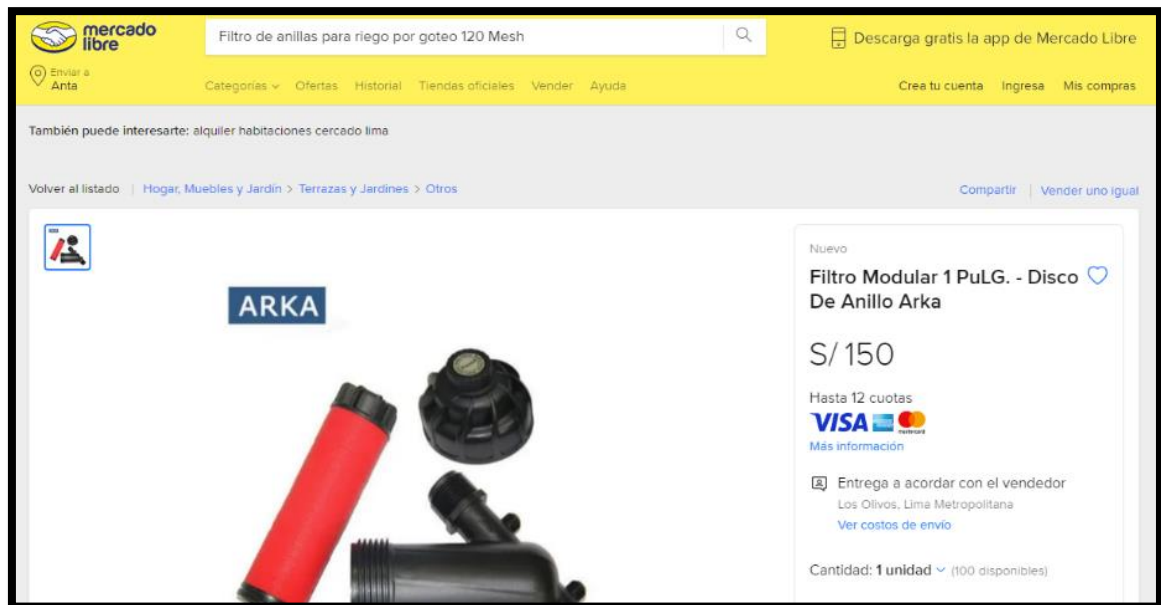 mercado
libre
Filtro de anillas para riego por goteo 120 Mesh
Descarga gratis la app de Mercado Libre
Enviar a
Anta
Categorías Ofertas Historial Tiendas oficiales Vender Ayuda
Crea tu cuenta Ingresa Mis compras
También puede interesarte: alquiler habitaciones cercado lima
Volver al listado | Hogar, Muebles y Jardín > Terrazas y Jardines > Otros
Compartir | Vender uno igual
ARKA
Nuevo
Filtro Modular 1 PuLG. - Disco
De Anillo Arka
S/ 150
Hasta 12 cuotas
VISA mastercard
Más información
Entrega a acordar con el vendedor
Los Olivos, Lima Metropolitana
Ver costos de envío
Cantidad: 1 unidad (100 disponibles)